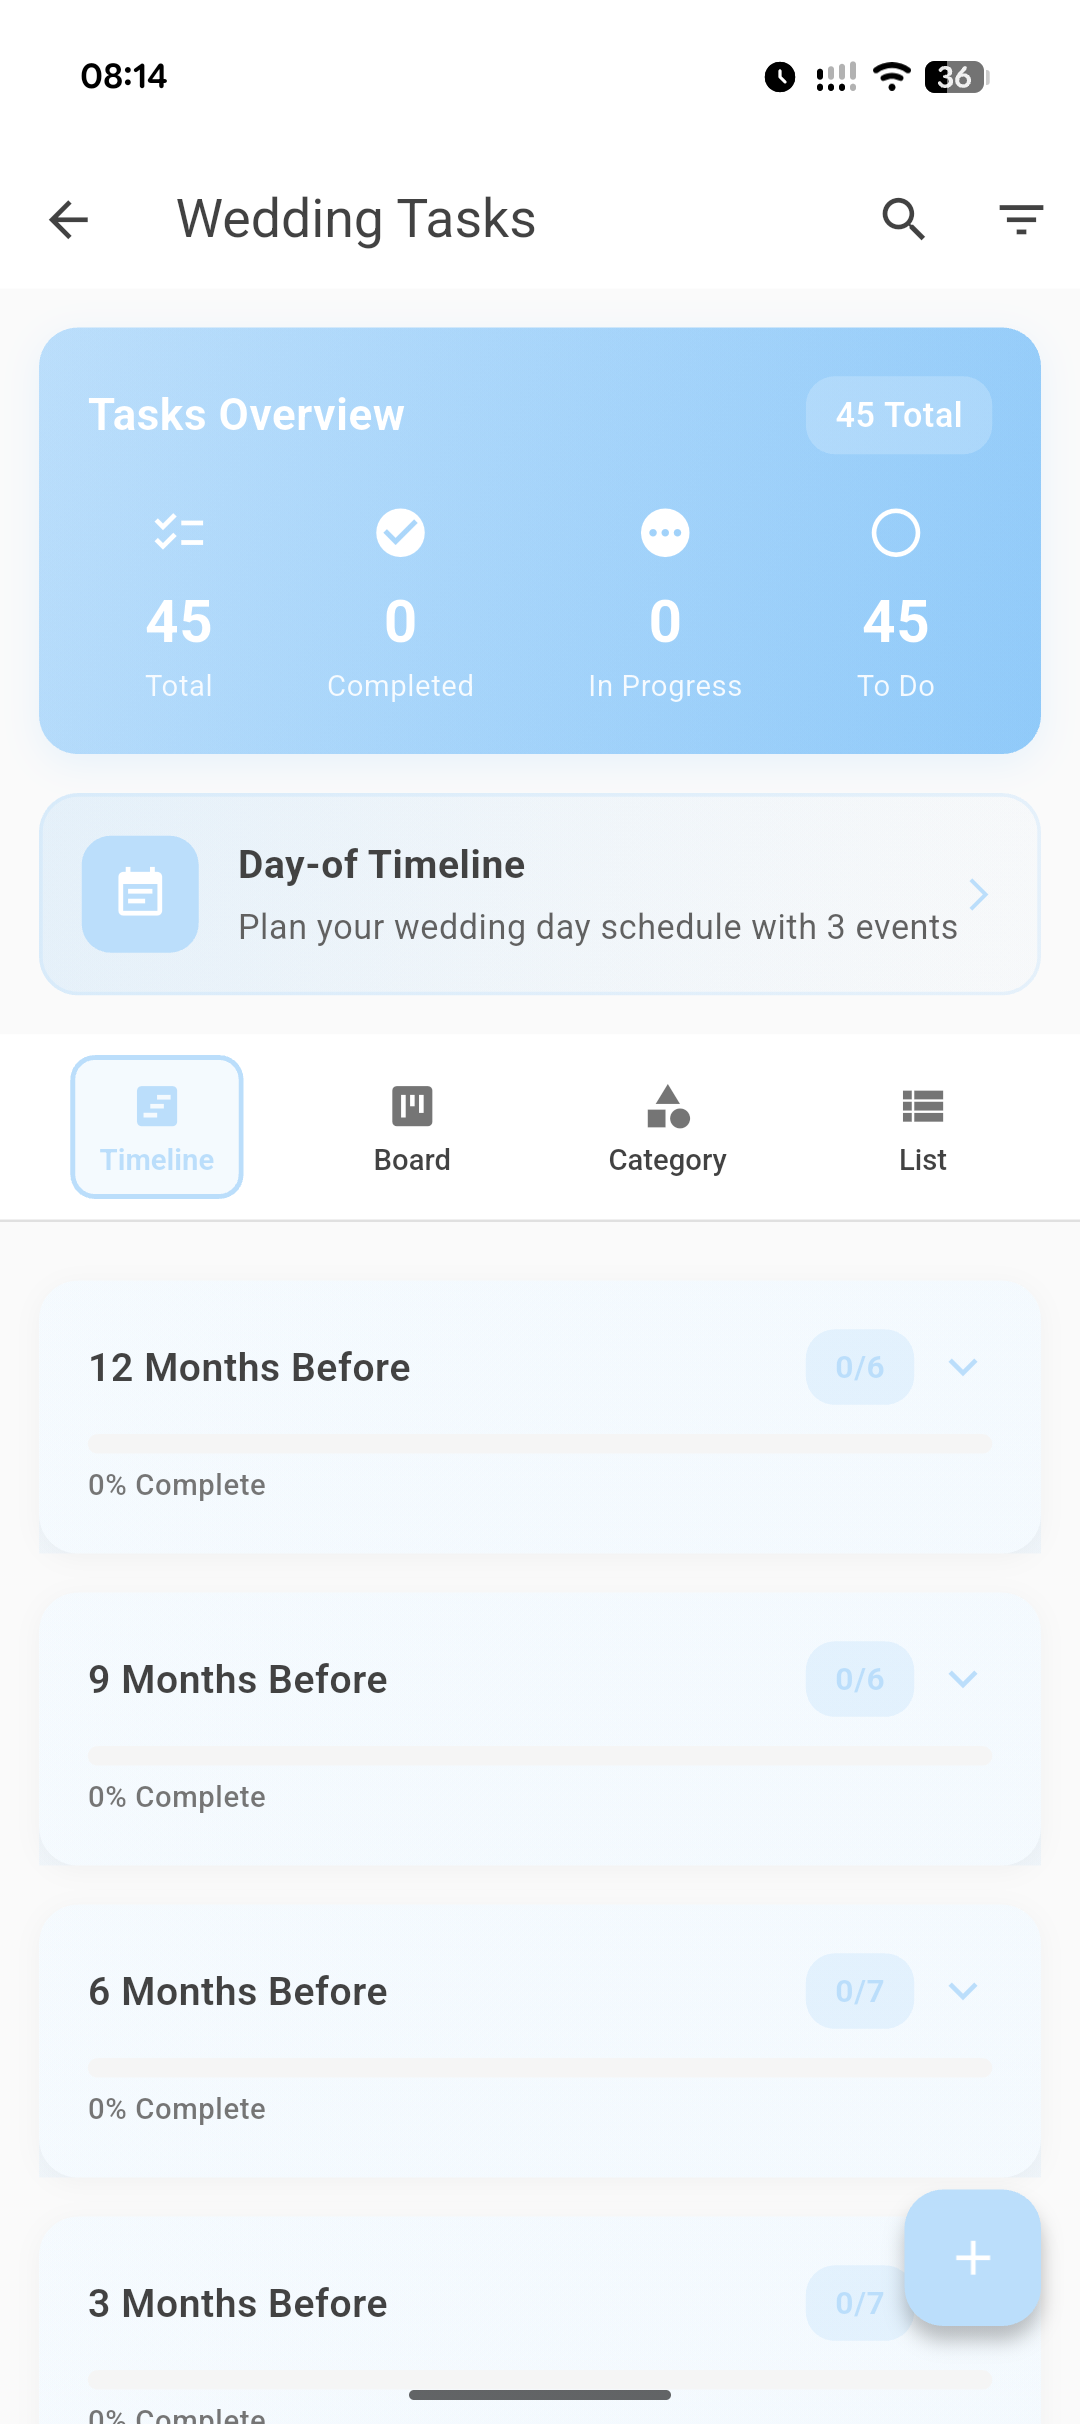 08:14
36
Wedding Tasks
Tasks Overview
45 Total
45
0
0
45
Total
Completed
In Progress
To Do
Day-of Timeline
Plan your wedding day schedule with 3 events
Timeline
Board
Category
List
12 Months Before
0/6
0% Complete
9 Months Before
0/6
0% Complete
6 Months Before
0/7
0% Complete
3 Months Before
0/7
0% Complete